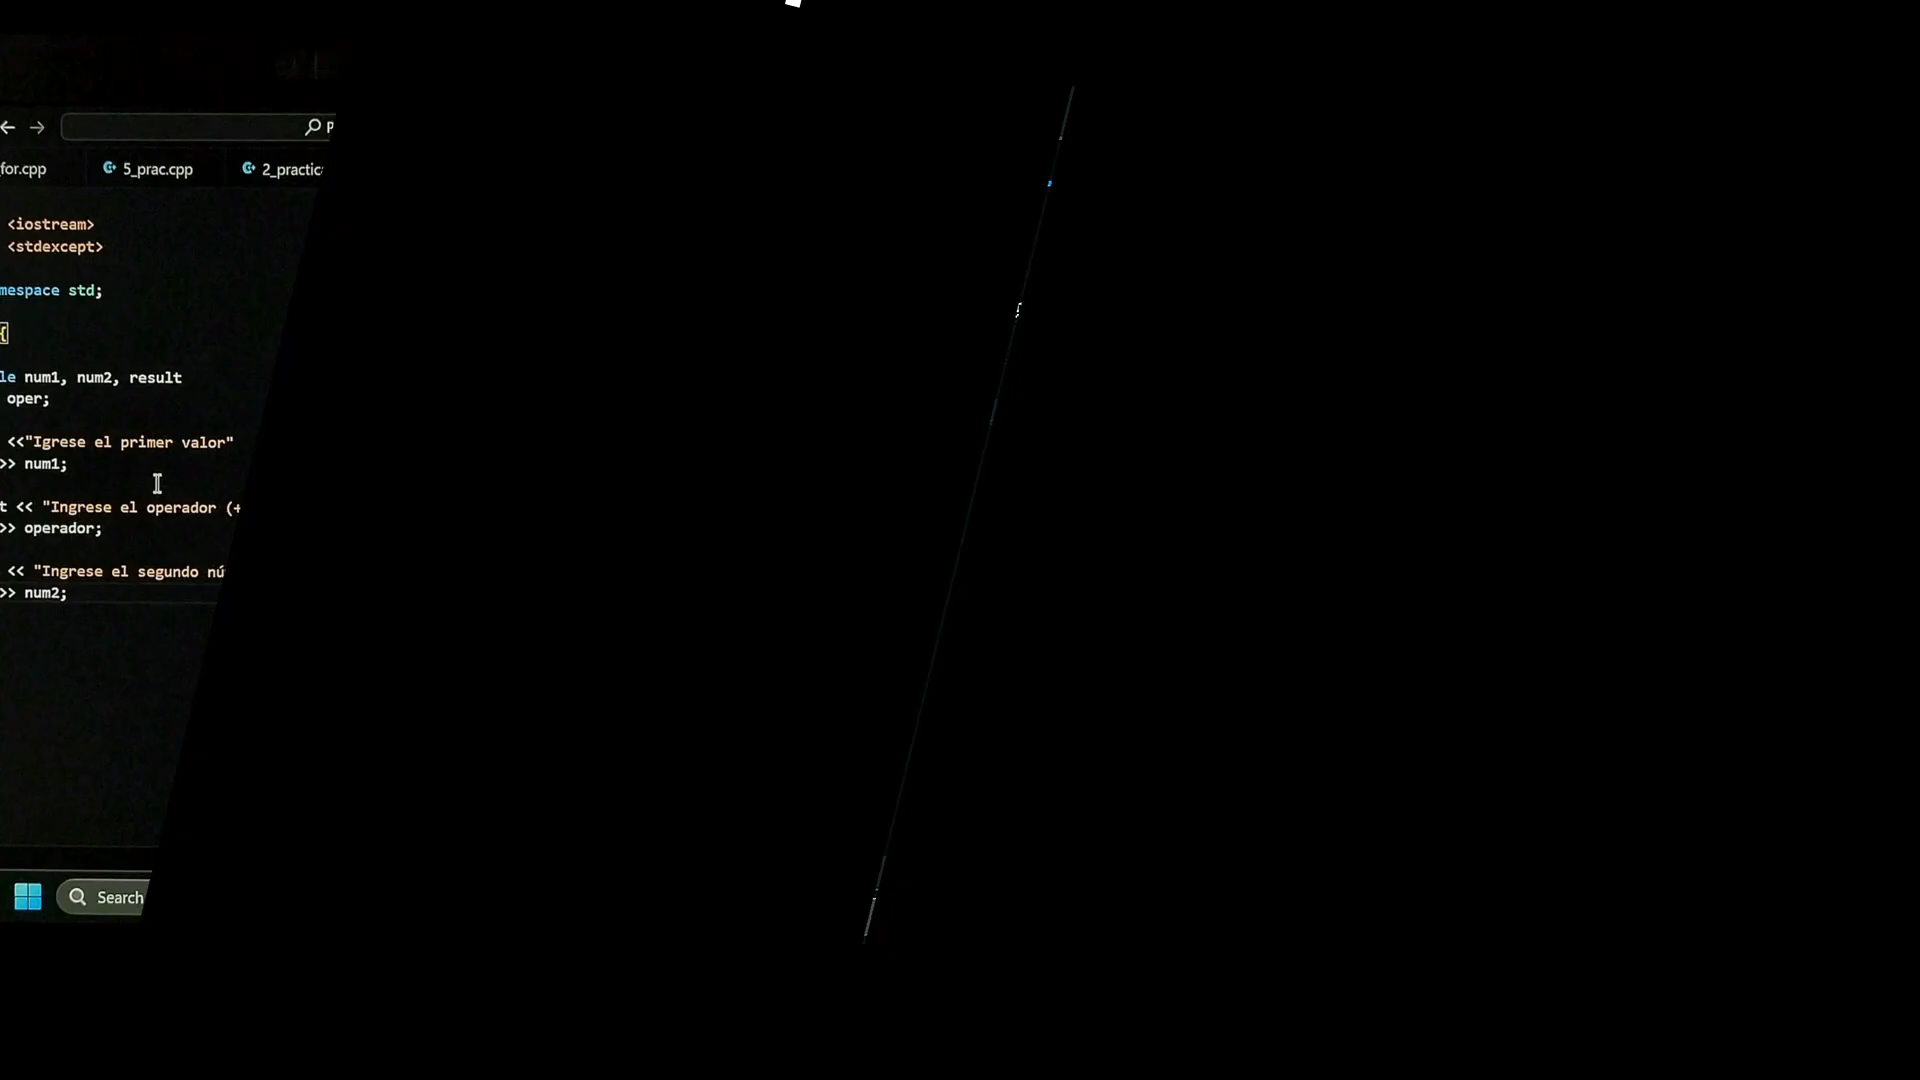 for.cpp 5_prac.cpp 2_practic
<iostream>
<stdexcept>
mespace std;
{
le num1, num2, result
oper;
<<"Igrese el primer valor"
>> num1;
t << "Ingrese el operador (+
>> operador;
<< "Ingrese el segundo nú
>> num2;
Search